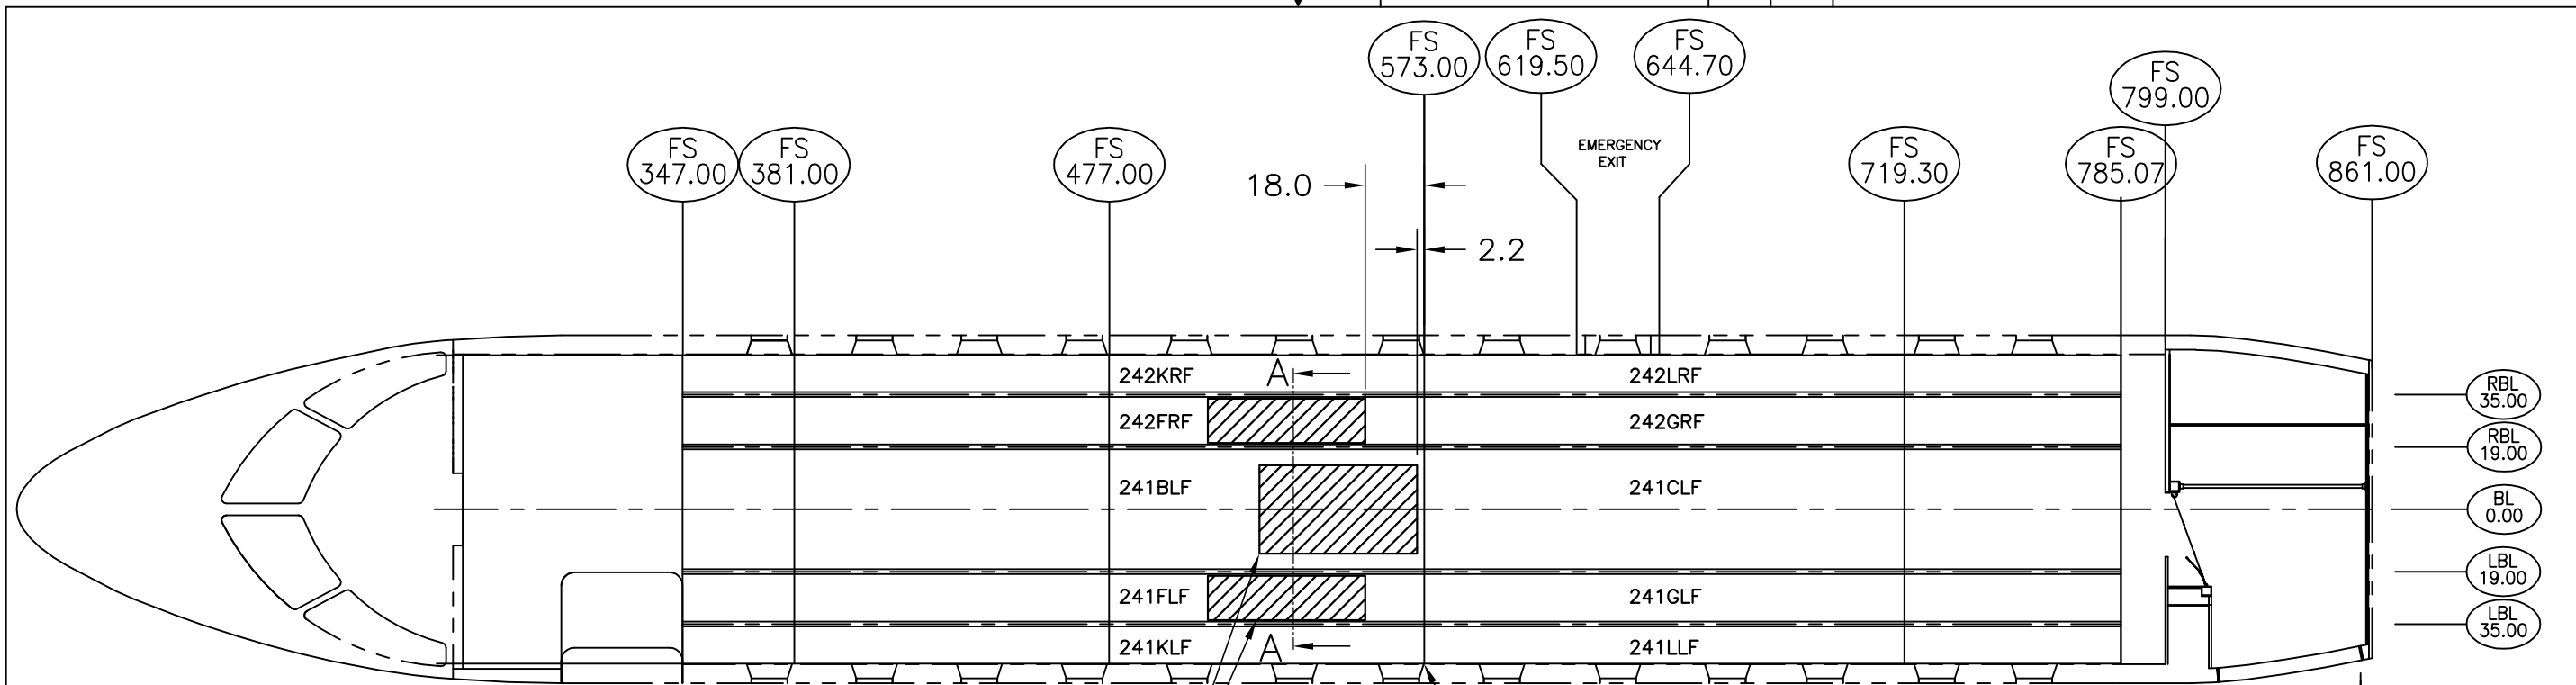 FS
573.00
FS
619.50
FS
644.70
FS
799.00
FS
347.00
FS
381.00
FS
477.00
18.0
EMERGENCY
EXIT
FS
719.30
FS
785.07
FS
861.00
2.2
242KRF
A
242LRF
RBL
35.00
242FRF
242GRF
RBL
19.00
241BLF
241CLF
BL
0.00
LBL
19.00
241FLF
241GLF
LBL
35.00
241KLF
A
241LLF